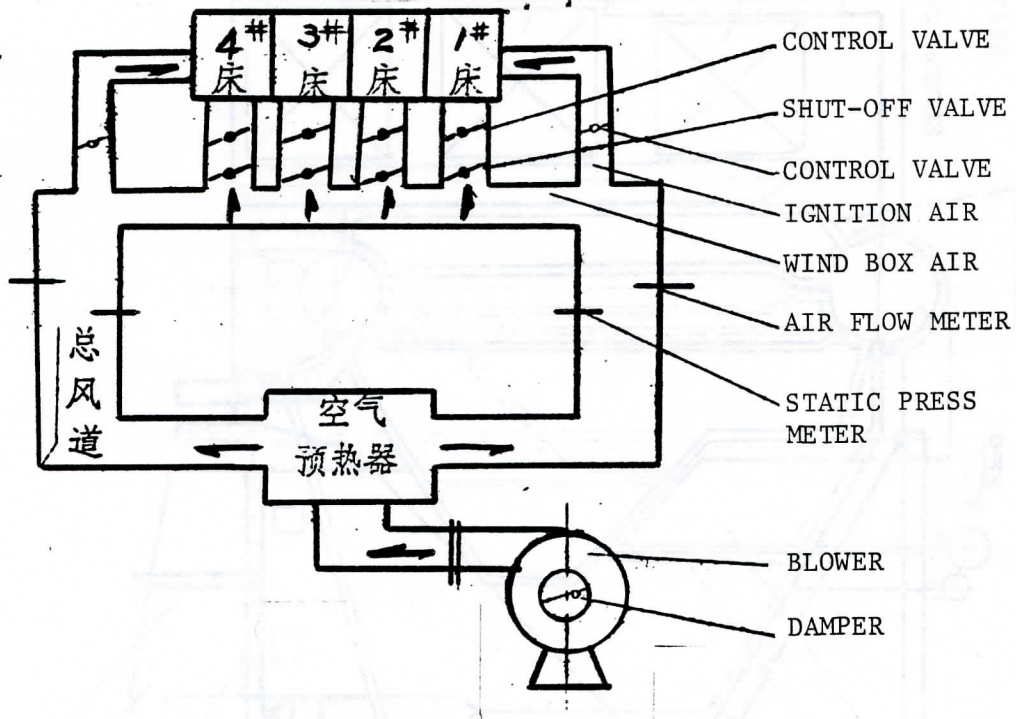 4# 3# 2# 1#
床 床 床 床
CONTROL VALVE
SHUT-OFF VALVE
CONTROL VALVE
IGNITION AIR
WIND BOX AIR
AIR FLOW METER
STATIC PRESS
METER
总风道
空气
预热器
BLOWER
DAMPER